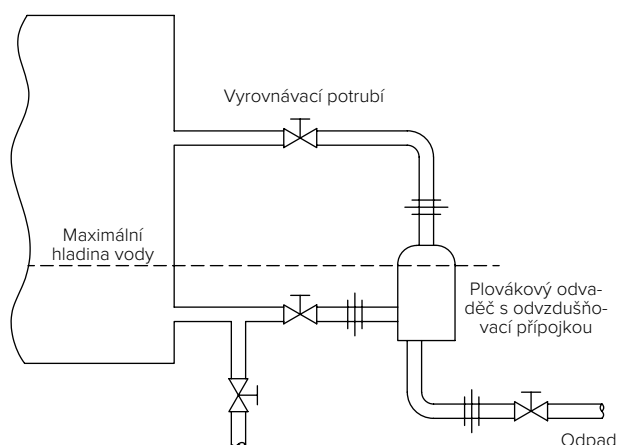 Vyrovnávací potrubí
Maximální
hladina vody
Plovákový odva-
děč s odvzdušňo-
vací přípojkou
Odpad